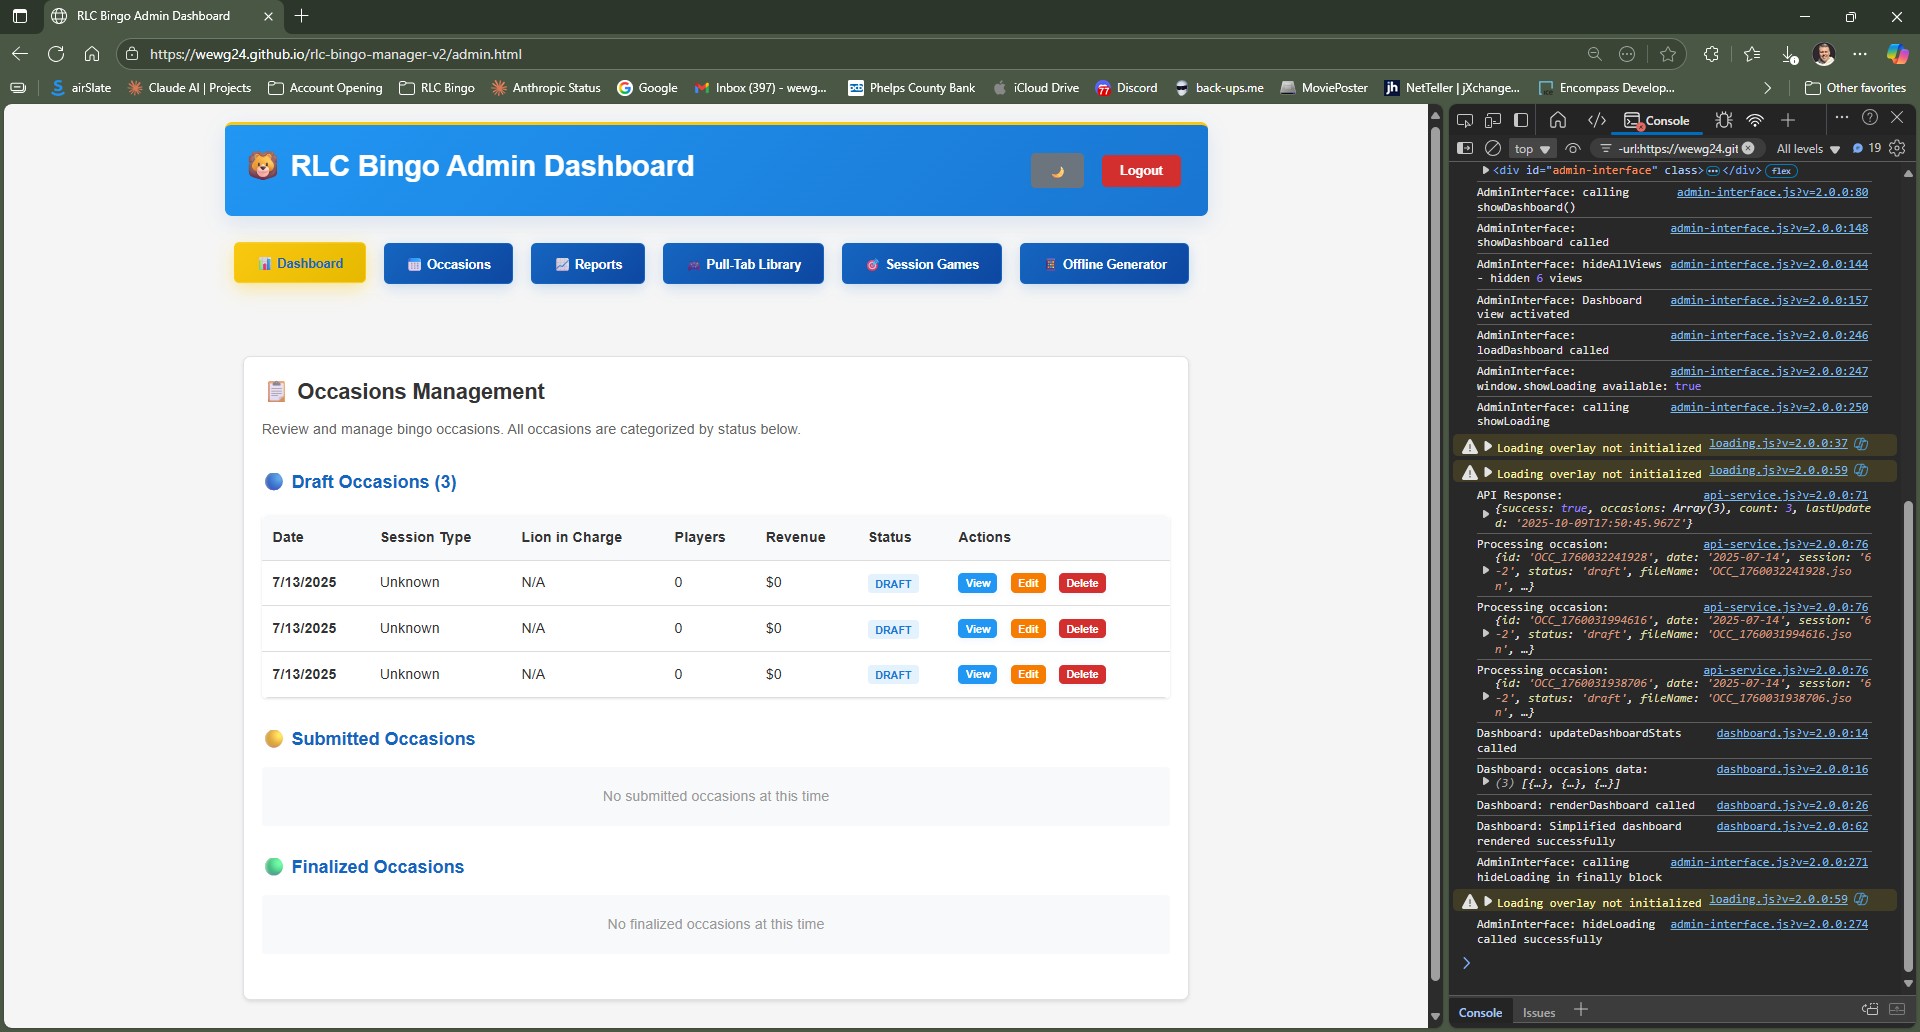 RLC Bingo Admin Dashboard
https://wewg24.github.io/rlc-bingo-manager-v2/admin.html
airSlate
Claude AI | Projects
Account Opening
RLC Bingo
Anthropic Status
Google
Inbox (397) - wewg...
Phelps County Bank
iCloud Drive
Discord
back-ups.me
MoviePoster
NetTeller | jXchange...
Encompass Develop...
Other favorites
RLC Bingo Admin Dashboard
Logout
Dashboard
Occasions
Reports
Pull-Tab Library
Session Games
Offline Generator
Occasions Management
Review and manage bingo occasions. All occasions are categorized by status below.
Draft Occasions (3)
Date Session Type Lion in Charge Players Revenue Status Actions
7/13/2025 Unknown N/A 0 $0 DRAFT View Edit Delete
7/13/2025 Unknown N/A 0 $0 DRAFT View Edit Delete
7/13/2025 Unknown N/A 0 $0 DRAFT View Edit Delete
Submitted Occasions
No submitted occasions at this time
Finalized Occasions
No finalized occasions at this time
Console
top
-url:https://wewg24.git
All levels
19
<div id="admin-interface" class>…</div> flex
AdminInterface: calling admin-interface.js?v=2.0.0:80
showDashboard()
AdminInterface: admin-interface.js?v=2.0.0:148
showDashboard called
AdminInterface: hideAllViews admin-interface.js?v=2.0.0:144
- hidden 6 views
AdminInterface: Dashboard admin-interface.js?v=2.0.0:157
view activated
AdminInterface: admin-interface.js?v=2.0.0:246
loadDashboard called
AdminInterface: admin-interface.js?v=2.0.0:247
window.showLoading available: true
AdminInterface: calling admin-interface.js?v=2.0.0:250
showLoading
Loading overlay not initialized loading.js?v=2.0.0:37
Loading overlay not initialized loading.js?v=2.0.0:59
API Response: api-service.js?v=2.0.0:71
{success: true, occasions: Array(3), count: 3, lastUpdate
d: '2025-10-09T17:50:45.967Z'}
Processing occasion: api-service.js?v=2.0.0:76
{id: 'OCC_1760032241928', date: '2025-07-14', session: '6
-2', status: 'draft', fileName: 'OCC_1760032241928.jso
n', …}
Processing occasion: api-service.js?v=2.0.0:76
{id: 'OCC_1760031994616', date: '2025-07-14', session: '6
-2', status: 'draft', fileName: 'OCC_1760031994616.jso
n', …}
Processing occasion: api-service.js?v=2.0.0:76
{id: 'OCC_1760031938706', date: '2025-07-14', session: '6
-2', status: 'draft', fileName: 'OCC_1760031938706.jso
n', …}
Dashboard: updateDashboardStats dashboard.js?v=2.0.0:14
called
Dashboard: occasions data: dashboard.js?v=2.0.0:16
(3) [{…}, {…}, {…}]
Dashboard: renderDashboard called dashboard.js?v=2.0.0:26
Dashboard: Simplified dashboard dashboard.js?v=2.0.0:62
rendered successfully
AdminInterface: calling admin-interface.js?v=2.0.0:271
hideLoading in finally block
Loading overlay not initialized loading.js?v=2.0.0:59
AdminInterface: hideLoading admin-interface.js?v=2.0.0:274
called successfully
Console
Issues